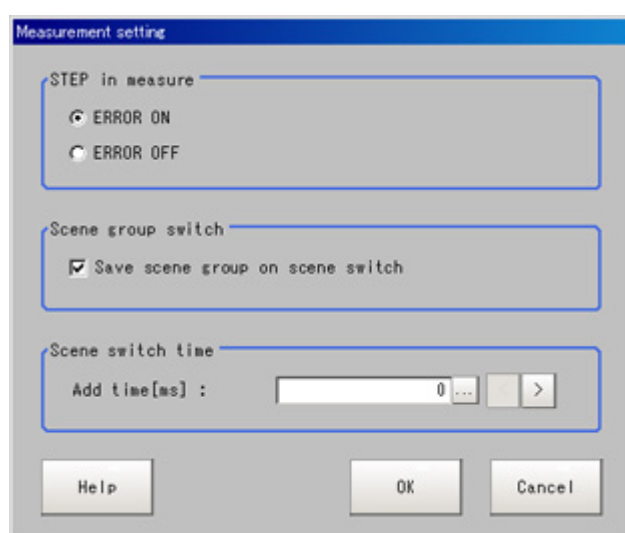 Measurement setting
STEP in measure
ERROR ON
ERROR OFF
Scene group switch
Save scene group on scene switch
Scene switch time
Add time[ms] : 0 ... < >
Help OK Cancel